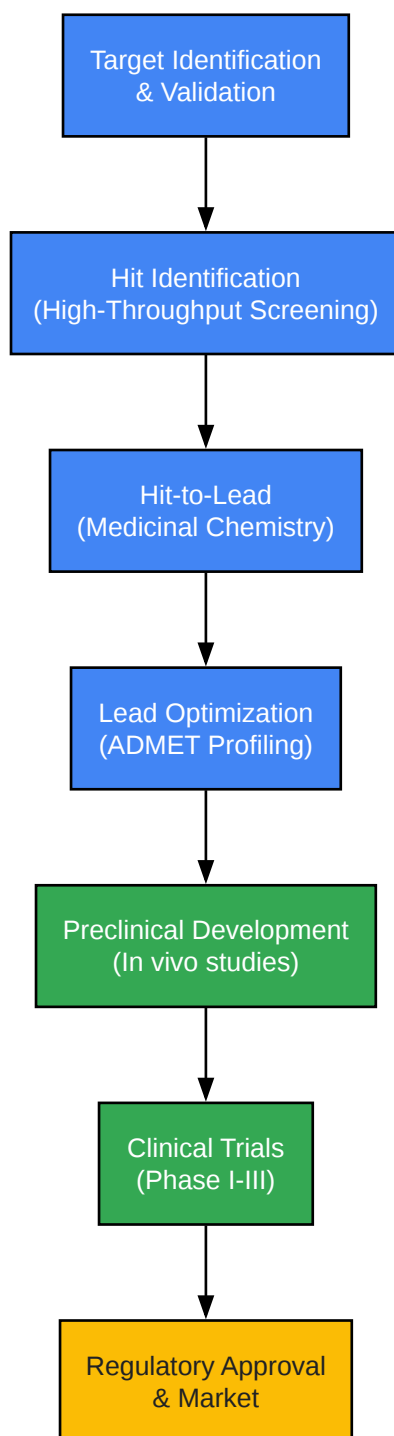 Target Identification
& Validation
Hit Identification
(High-Throughput Screening)
Hit-to-Lead
(Medicinal Chemistry)
Lead Optimization
(ADMET Profiling)
Preclinical Development
(In vivo studies)
Clinical Trials
(Phase I-III)
Regulatory Approval
& Market